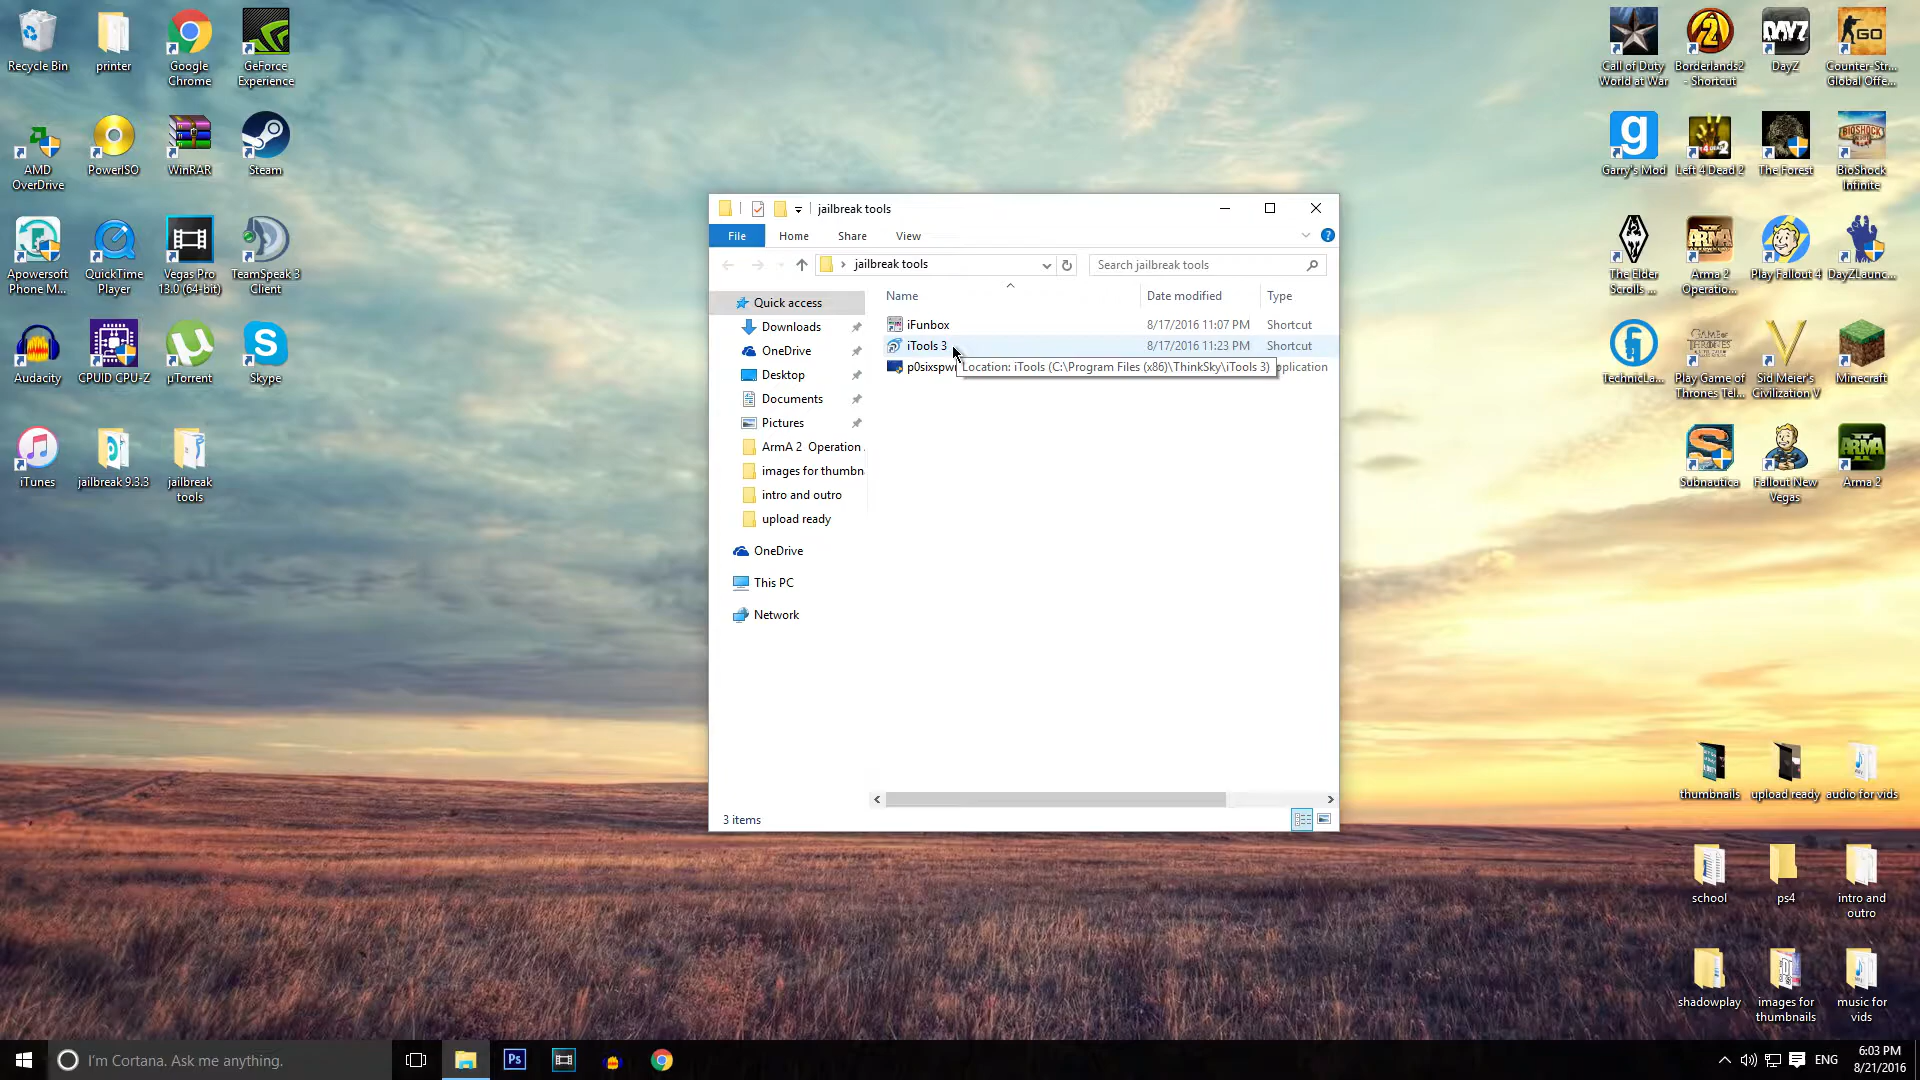 Recycle Bin
printer
Google
Chrome
GeForce
Experience
AMD
OverDrive
PowerISO
WinRAR
Steam
Apowersoft
Phone M...
QuickTime
Player
Vegas Pro
13.0 (64-bit)
TeamSpeak 3
Client
Audacity
CPUID CPU-Z
µTorrent
Skype
iTunes
jailbreak 9.3.3
jailbreak
tools
jailbreak tools
File
Home
Share
View
jailbreak tools
Search jailbreak tools
Quick access
Downloads
OneDrive
Desktop
Documents
Pictures
ArmA 2 Operation
images for thumbn
intro and outro
upload ready
OneDrive
This PC
Network
Name
Date modified
Type
iFunbox
8/17/2016 11:07 PM
Shortcut
iTools 3
8/17/2016 11:23 PM
Shortcut
p0sixspw
Location: iTools (C:\Program Files (x86)\ThinkSky\iTools 3)
pplication
3 items
Call of Duty
World at War
Borderlands2
- Shortcut
DAYZ
DayZ
GO
Counter-Str...
Global Offe...
Garry's Mod
Left 4 Dead 2
The Forest
BIOSHOCK
BioShock
Infinite
The Elder
Scrolls ...
ARMA
Arma 2
Operatio...
Play Fallout 4
DayZLaunc...
TechnicLa...
Play Game of
Thrones Tel...
Sid Meier's
Civilization V
Minecraft
Subnautica
Fallout New
Vegas
ARMA
Arma 2
thumbnails
upload ready
audio for vids
school
ps4
intro and
outro
shadowplay
images for
thumbnails
music for
vids
I'm Cortana. Ask me anything.
Ps
ENG
6:03 PM
8/21/2016